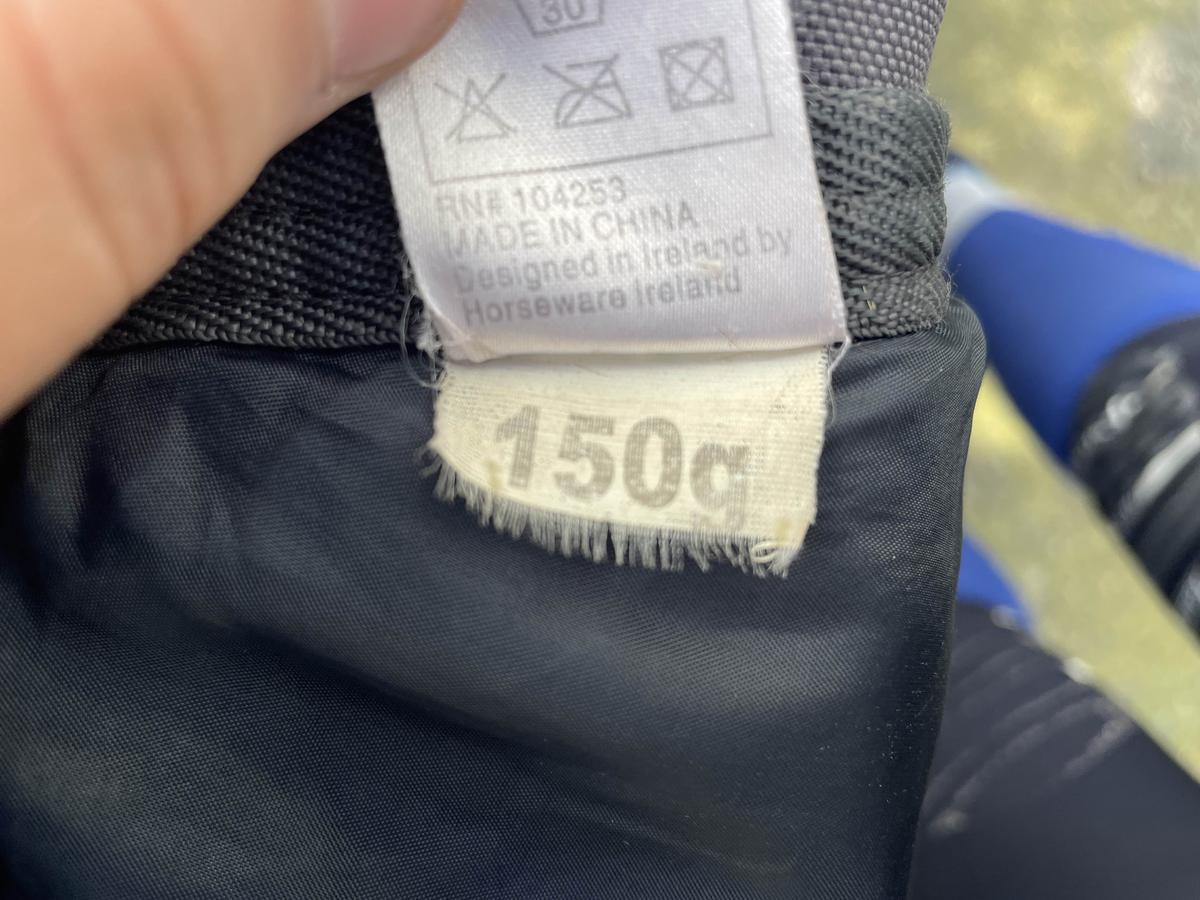 30
RN# 104253
MADE IN CHINA
Designed in Ireland by
Horseware Ireland
150g